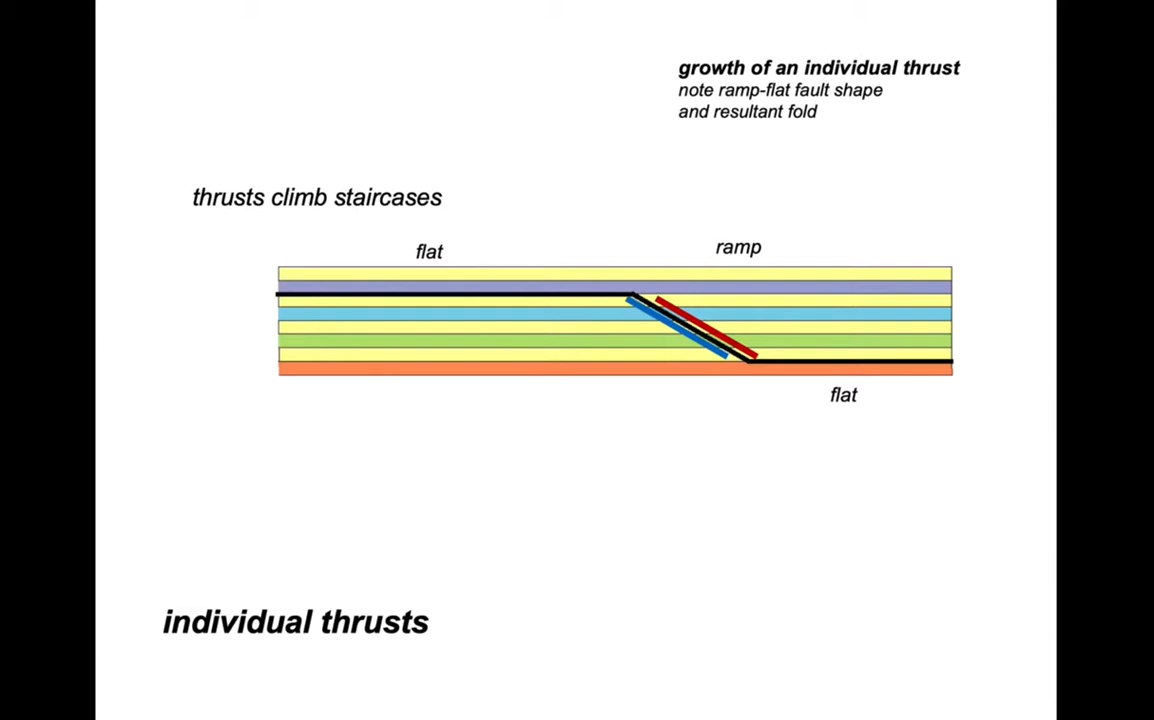 growth of an individual thrust
note ramp-flat fault shape
and resultant fold
thrusts climb staircases
flat
ramp
flat
individual thrusts